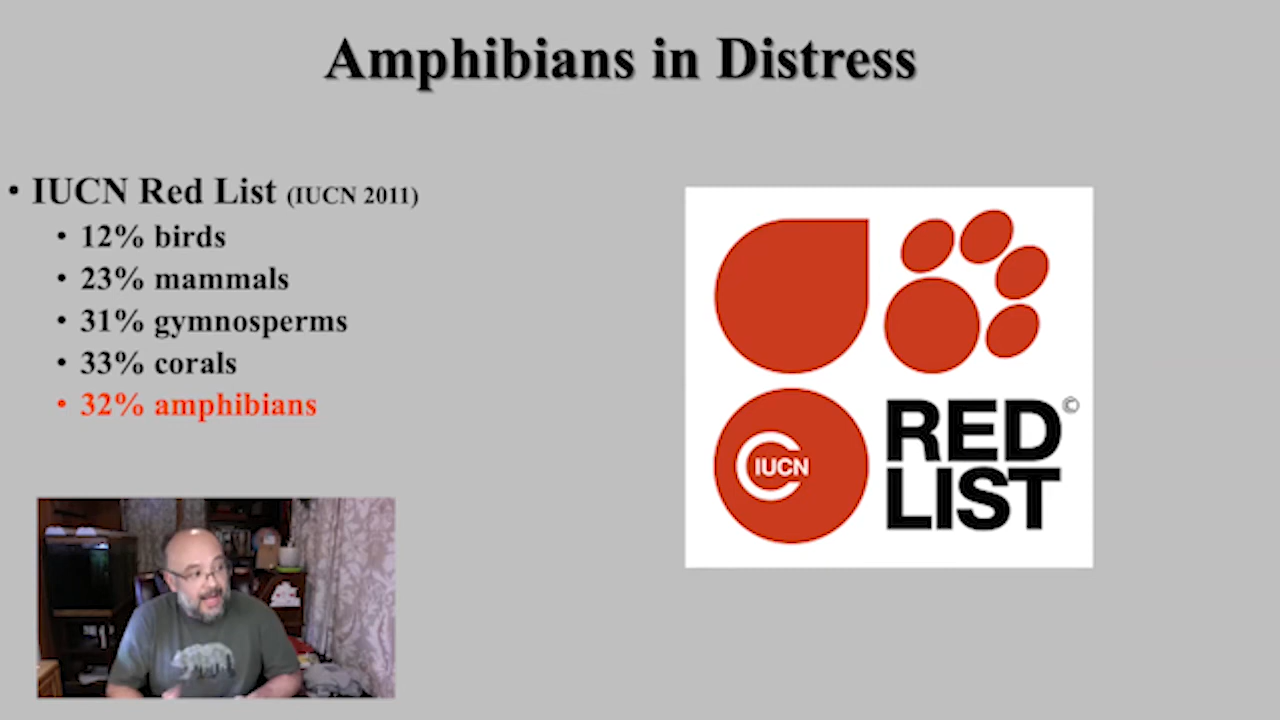 Amphibians in Distress
• IUCN Red List (IUCN 2011)
• 12% birds
• 23% mammals
• 31% gymnosperms
• 33% corals
• 32% amphibians
IUCN
RED ©
LIST